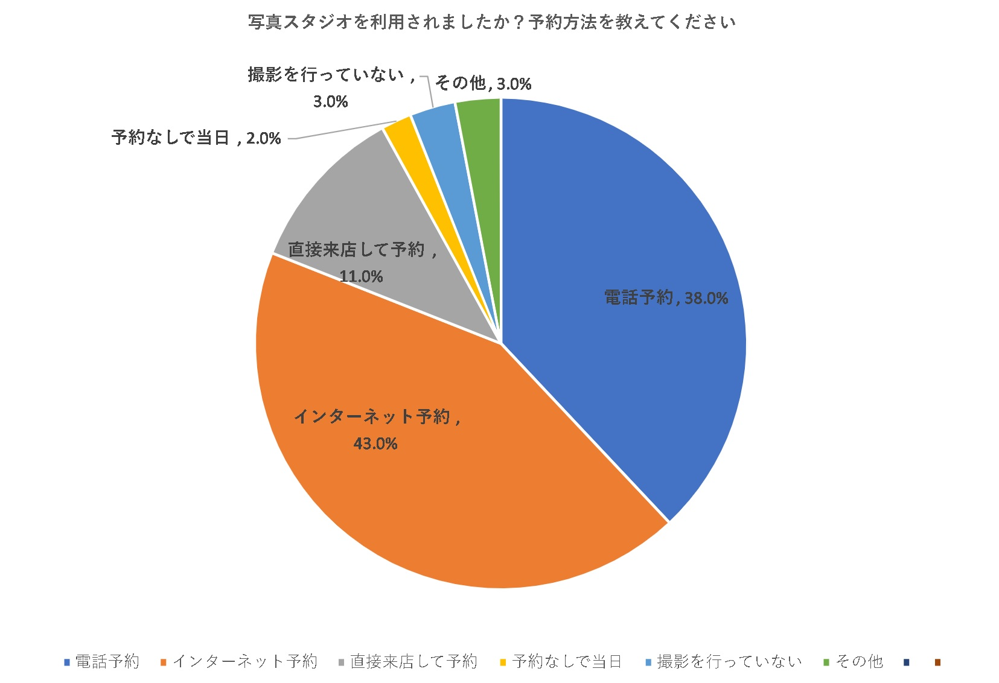 写真スタジオを利用されましたか？予約方法を教えてください
撮影を行っていない ,
3.0%
その他, 3.0%
予約なしで当日 , 2.0%
直接来店して予約 ,
11.0%
電話予約, 38.0%
インターネット予約 ,
43.0%
電話予約 インターネット予約 直接来店して予約 予約なしで当日 撮影を行っていない その他